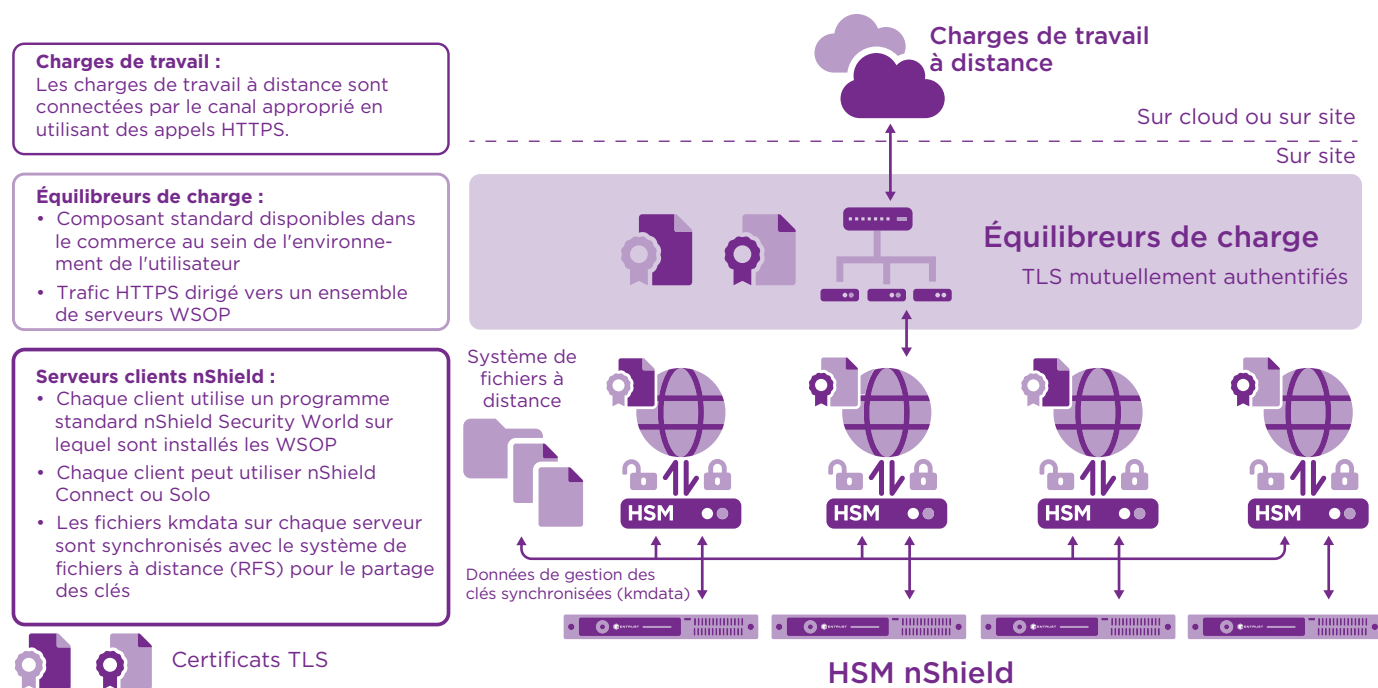 Charges de travail :
Les charges de travail à distance sont
connectées par le canal approprié en
utilisant des appels HTTPS.
Équilibreurs de charge :
• Composant standard disponibles dans
le commerce au sein de l'environne-
ment de l'utilisateur
• Trafic HTTPS dirigé vers un ensemble
de serveurs WSOP
Serveurs clients nShield :
• Chaque client utilise un programme
standard nShield Security World sur
lequel sont installés les WSOP
• Chaque client peut utiliser nShield
Connect ou Solo
• Les fichiers kmdata sur chaque serveur
sont synchronisés avec le système de
fichiers à distance (RFS) pour le partage
des clés
Certificats TLS
Charges de travail
à distance
Sur cloud ou sur site
Sur site
Équilibreurs de charge
TLS mutuellement authentifiés
Système de
fichiers à
distance
HSM
HSM
HSM
HSM
Données de gestion des
clés synchronisées (kmdata)
ENTRUST
ENTRUST
ENTRUST
ENTRUST
HSM nShield